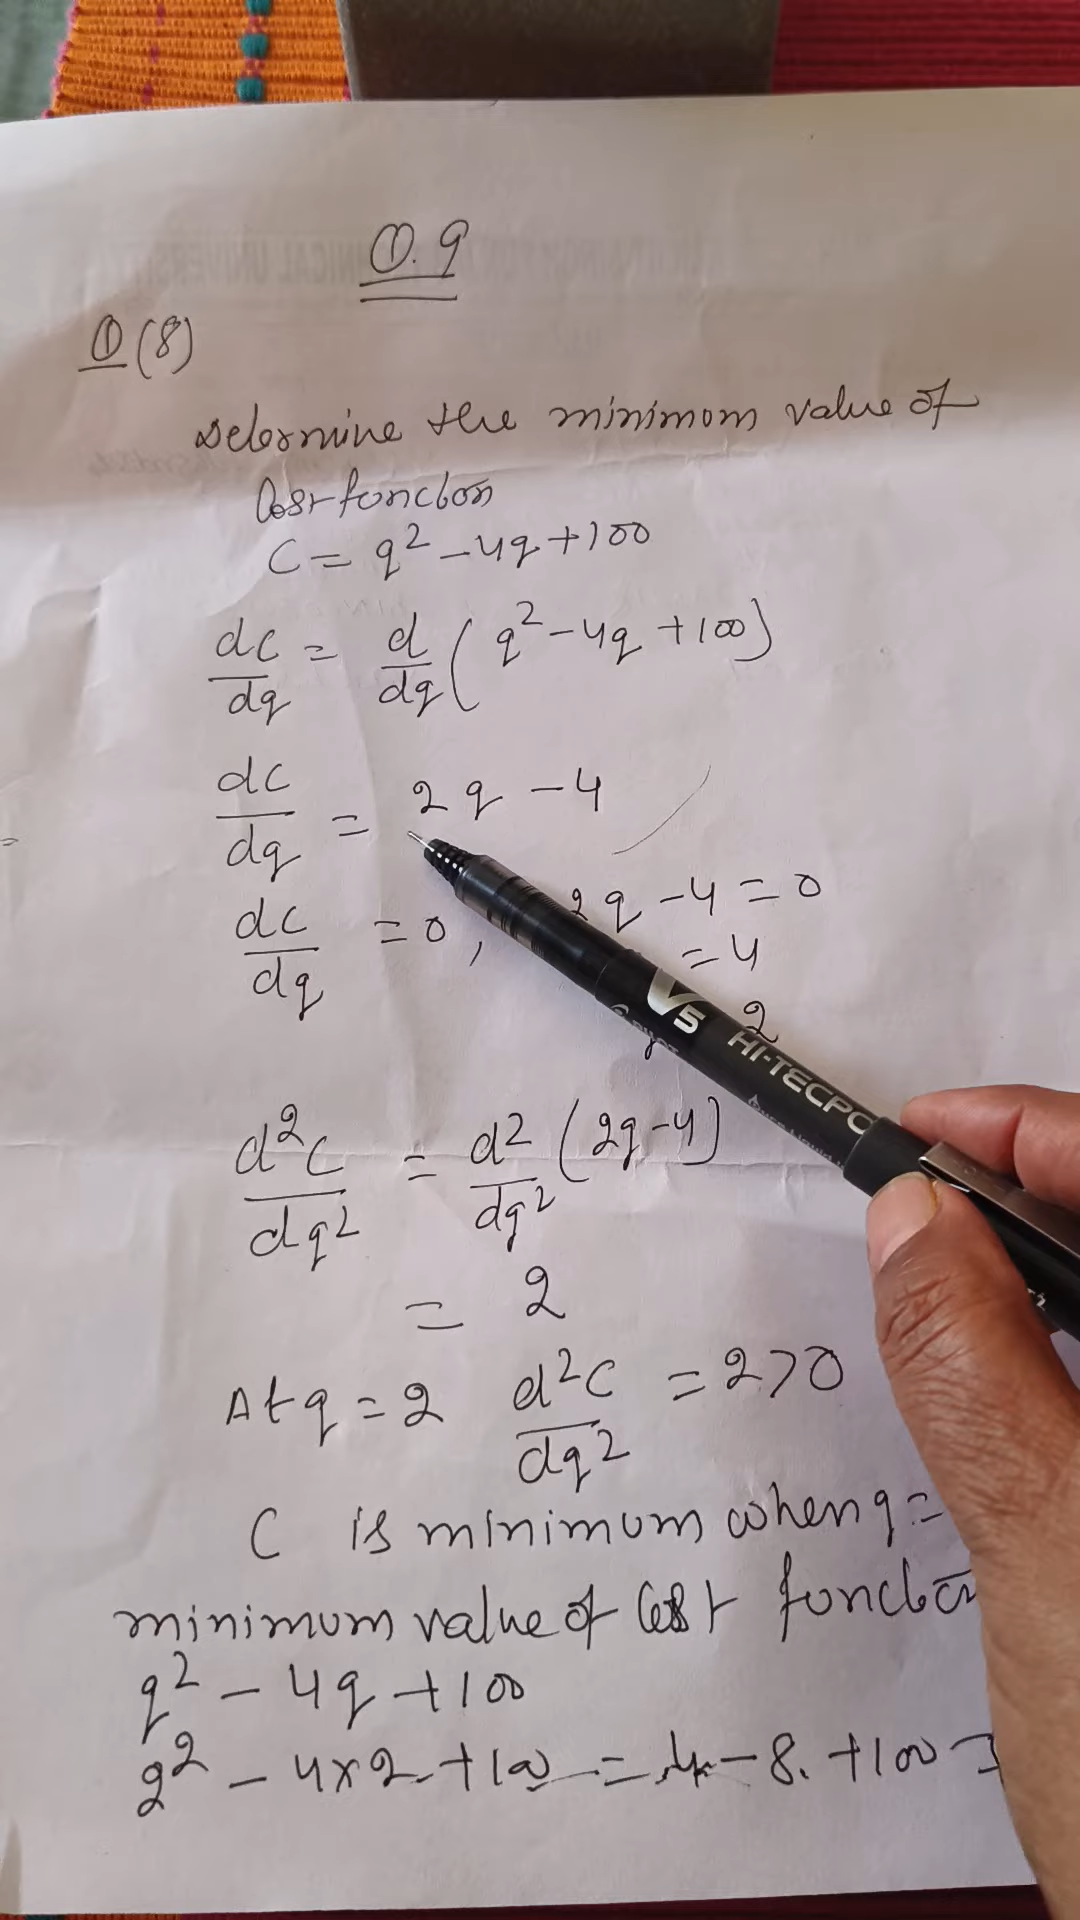 Q.9
Q(8)
Determine the minimum value of
Cost function
C = q² - 4q + 100
dC/dq = d/dq (q² - 4q + 100)
dC/dq = 2q - 4
dC/dq = 0, 2q - 4 = 0
= 4
2
V5 HI-TECPO
d²C/dq² = d²/dq² (2q - 4)
= 2
At q = 2 d²C/dq² = 2 > 0
C is minimum when q =
minimum value of Cost function
q² - 4q + 100
2² - 4 x 2 + 100 = 4 - 8 + 100 =